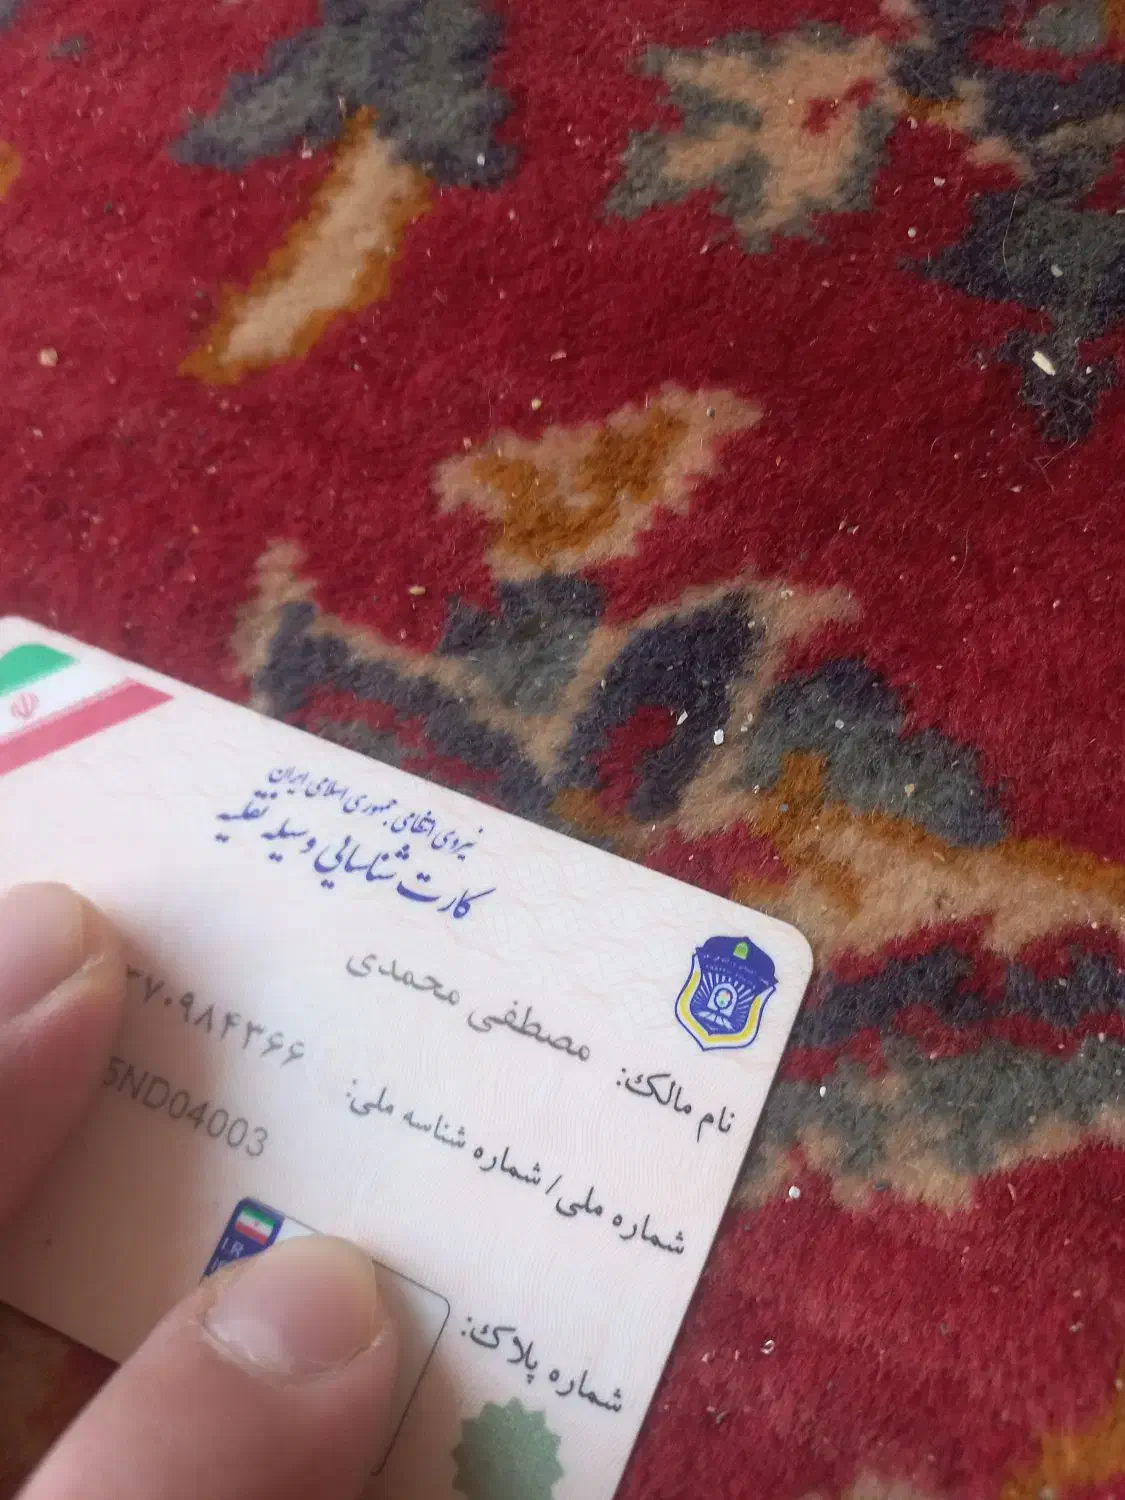 نیروی انتظامی جمهوری اسلامی ایران
کارت شناسایی وسیله نقلیه
نام مالک: مصطفی محمدی
شماره ملی/شماره شناسه ملی: ۳۷۰۹۸۴۳۶۶
5ND04003
شماره پلاک:
I.R